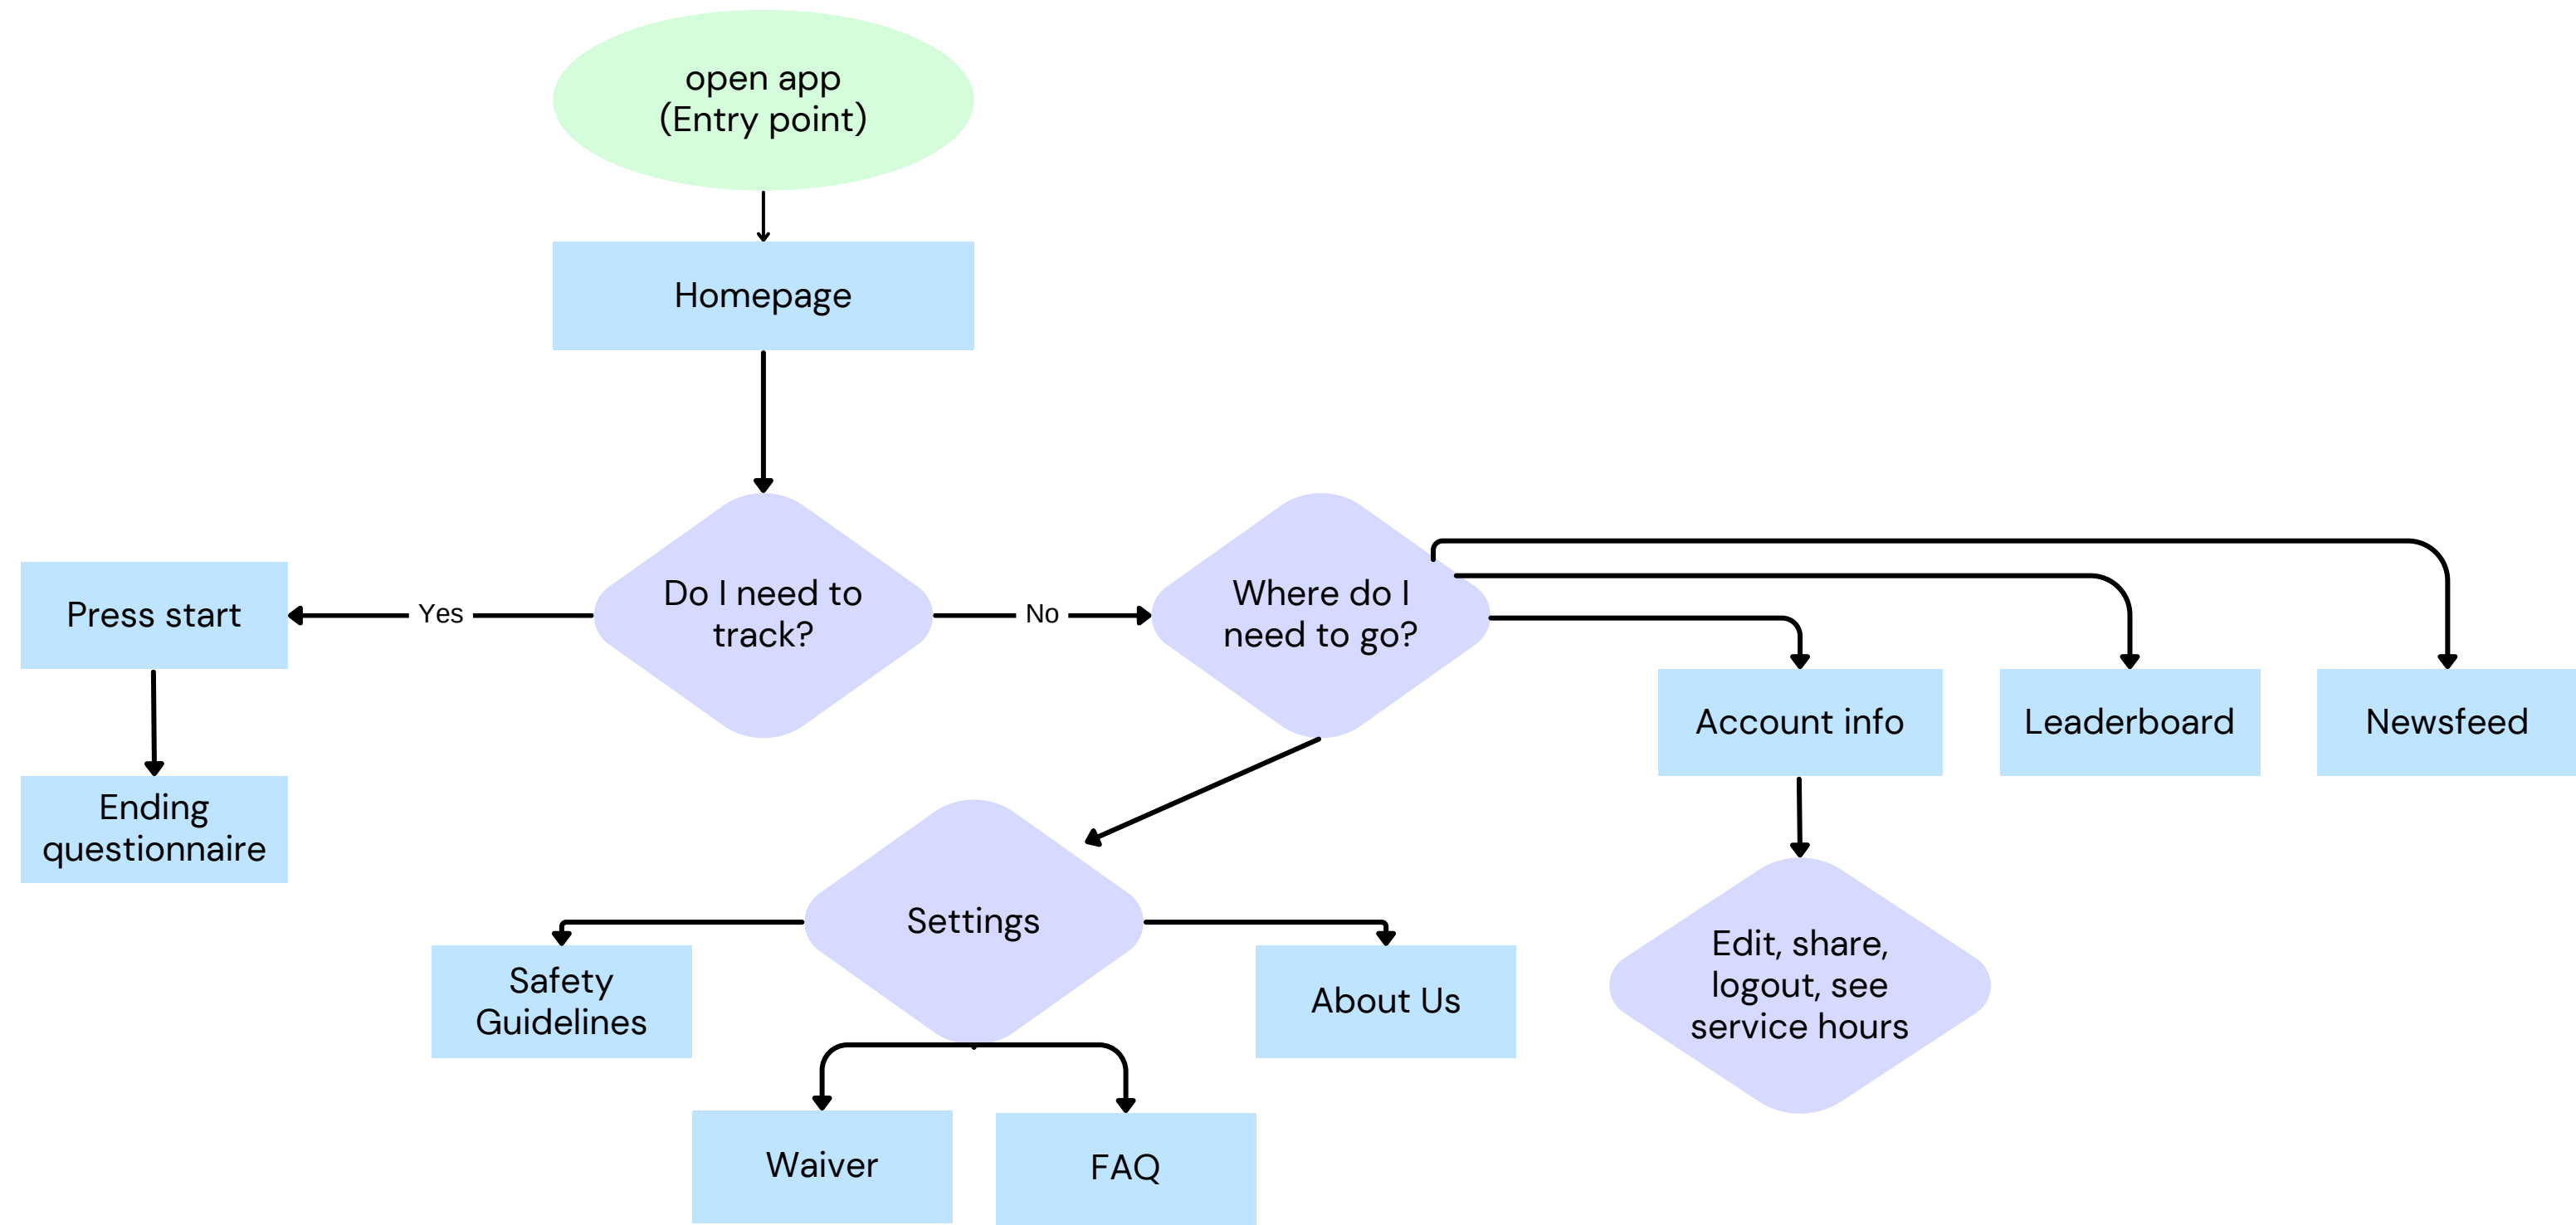 open app
(Entry point)
Homepage
Do I need to
track?
Yes
No
Press start
Ending
questionnaire
Where do I
need to go?
Account info
Leaderboard
Newsfeed
Edit, share,
logout, see
service hours
Settings
Safety
Guidelines
About Us
Waiver
FAQ